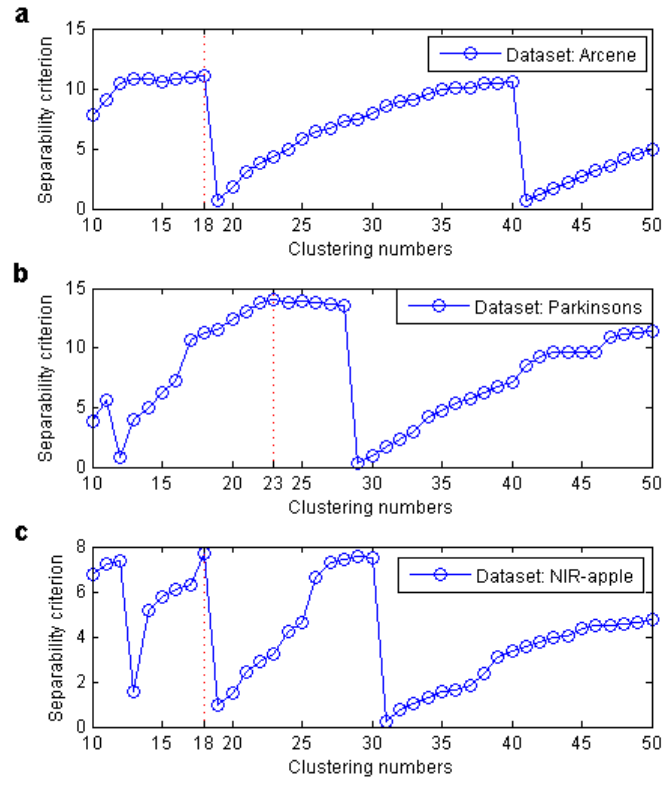 a
15
10
5
0
Separability criterion
Dataset: Arcene
10 15 18 20 25 30 35 40 45 50
Clustering numbers
b
15
10
5
0
Separability criterion
Dataset: Parkinsons
10 15 20 23 25 30 35 40 45 50
Clustering numbers
c
8
6
4
2
0
Separability criterion
Dataset: NIR-apple
10 15 18 20 25 30 35 40 45 50
Clustering numbers